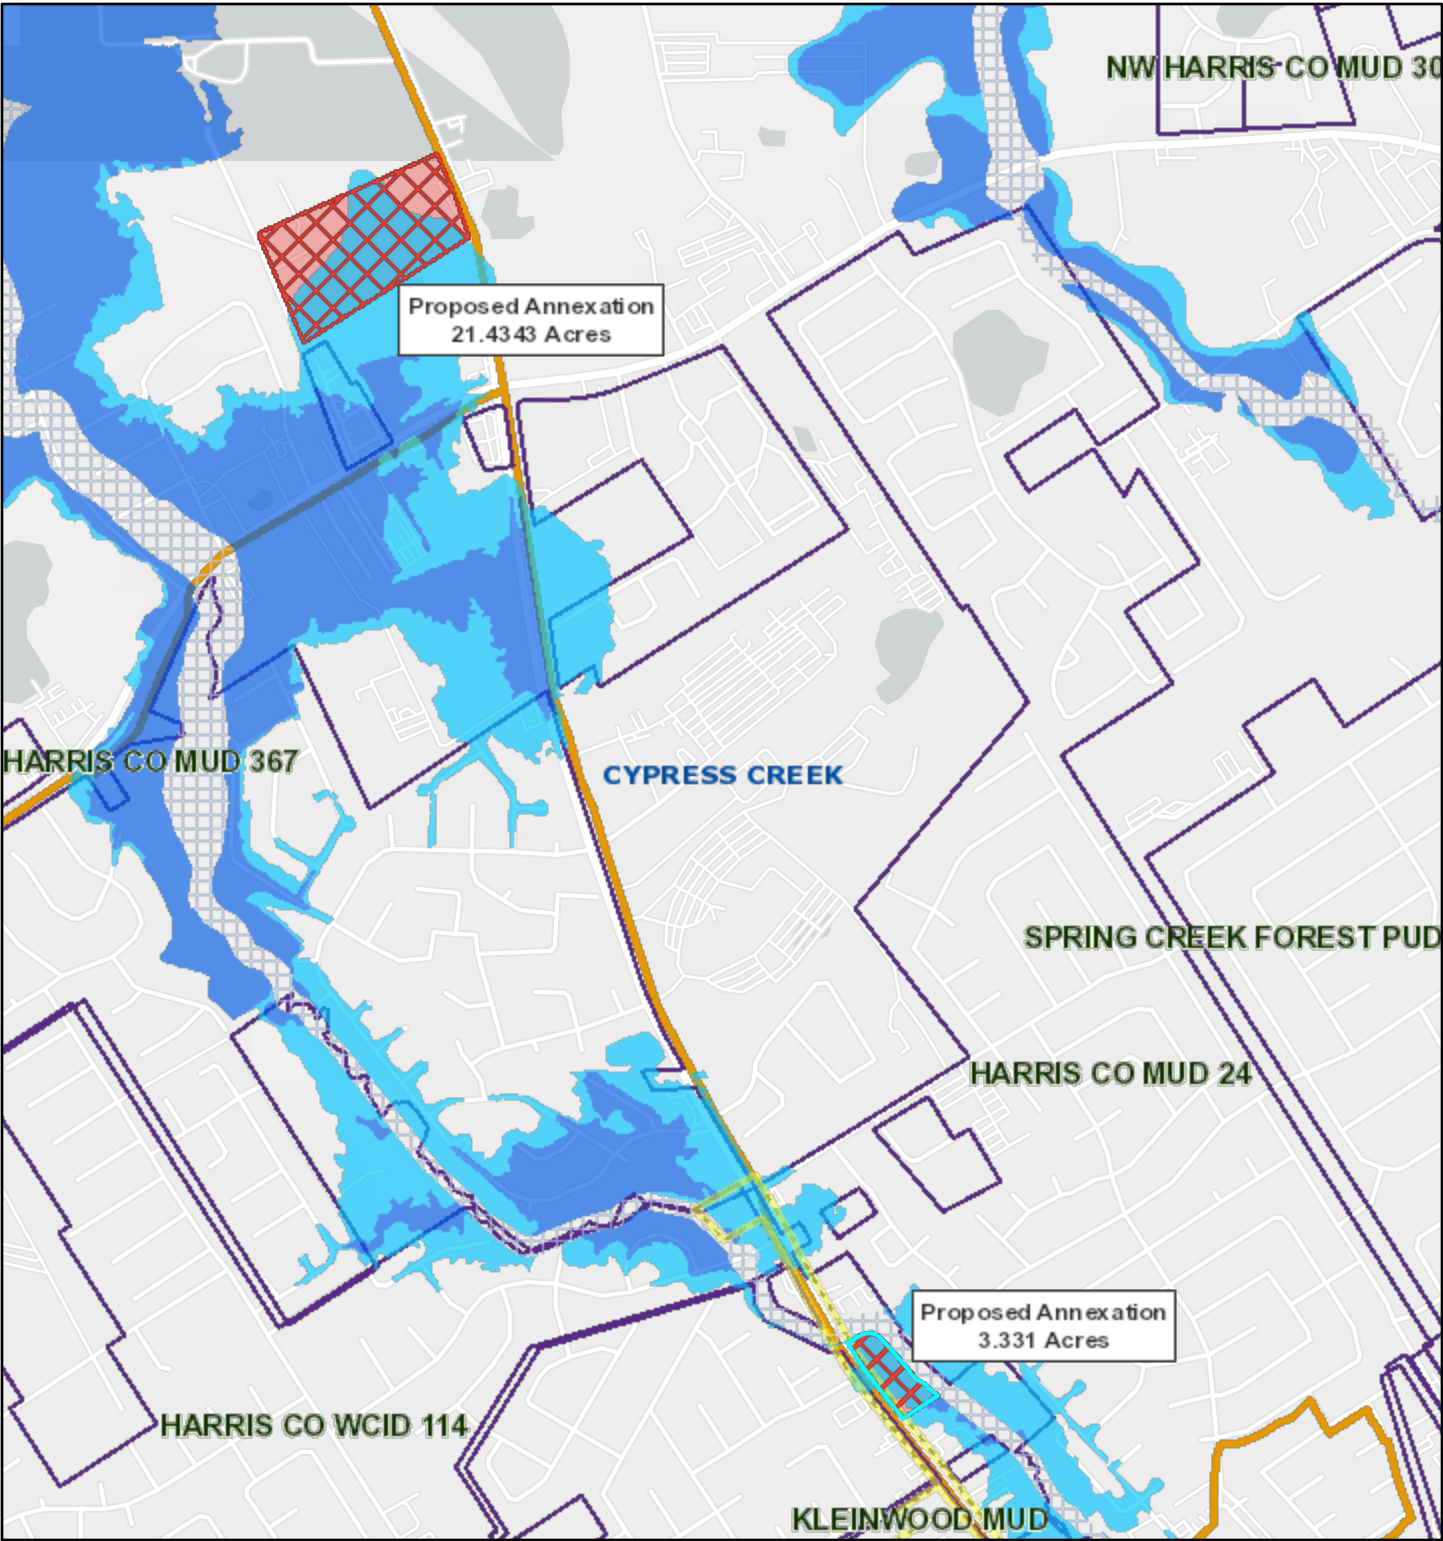 NW HARRIS CO MUD 30
Proposed Annexation
21.4343 Acres
HARRIS CO MUD 367
CYPRESS CREEK
SPRING CREEK FOREST PUD
HARRIS CO MUD 24
Proposed Annexation
3.331 Acres
HARRIS CO WCID 114
KLEINWOOD MUD